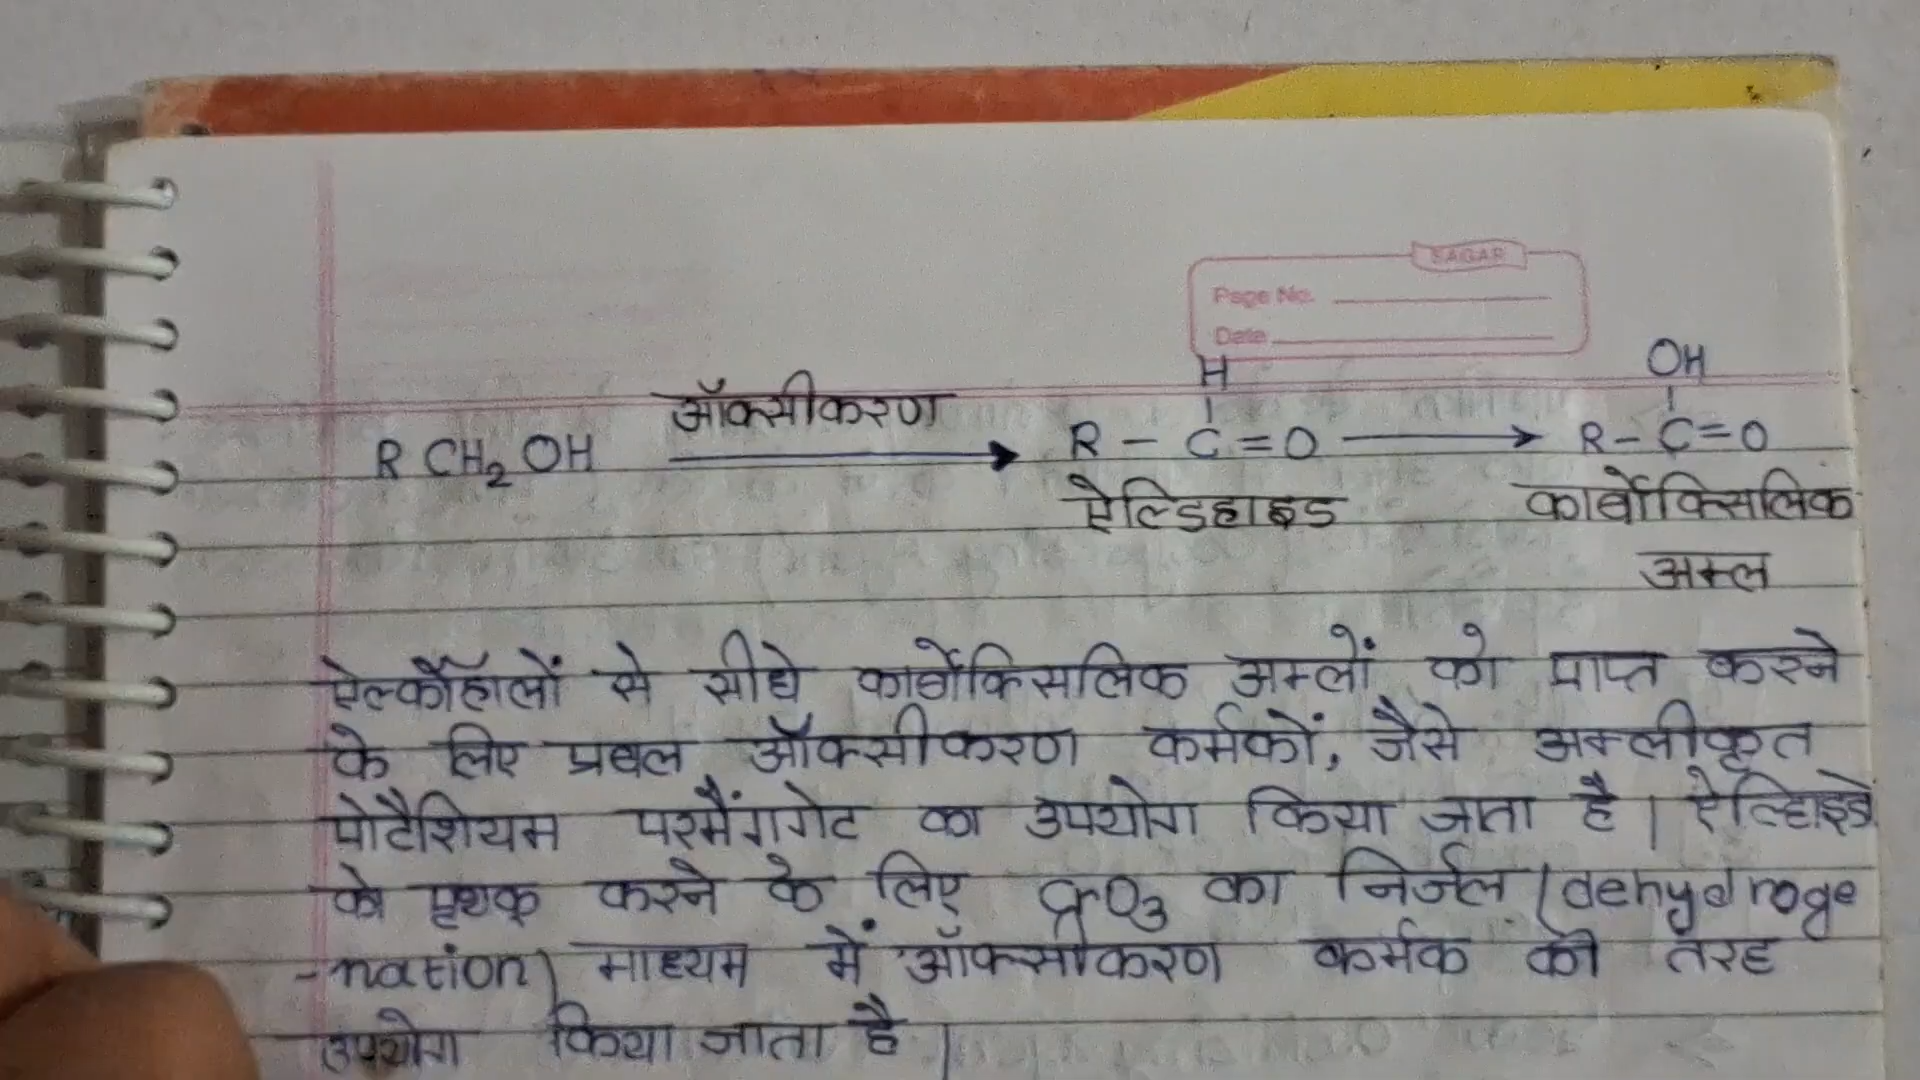 SAGAR
Page No.
Date
H OH
ऑक्सीकरण
R CH₂ OH → R – C = O → R – C = O
ऐल्डिहाइड कार्बोक्सिलिक
अम्ल
ऐल्कोहॉलों से सीधे कार्बोक्सिलिक अम्लों को प्राप्त करने
के लिए प्रबल ऑक्सीकरण कर्मकों, जैसे अम्लीकृत
पोटैशियम परमैंगगेट का उपयोग किया जाता है | ऐल्हिाइडे
को पृथक् करने के लिए CrO₃ का निर्जल (dehydroge
-nation) माध्यम में ऑक्सीकरण कर्मक की तरह
उपयोग किया जाता है |